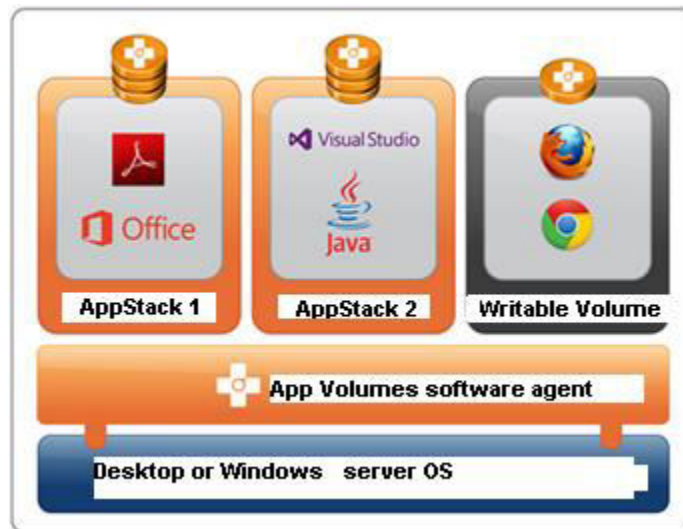 Visual Studio
Office
Java
AppStack 1
AppStack 2
Writable Volume
App Volumes software agent
Desktop or Windows server OS